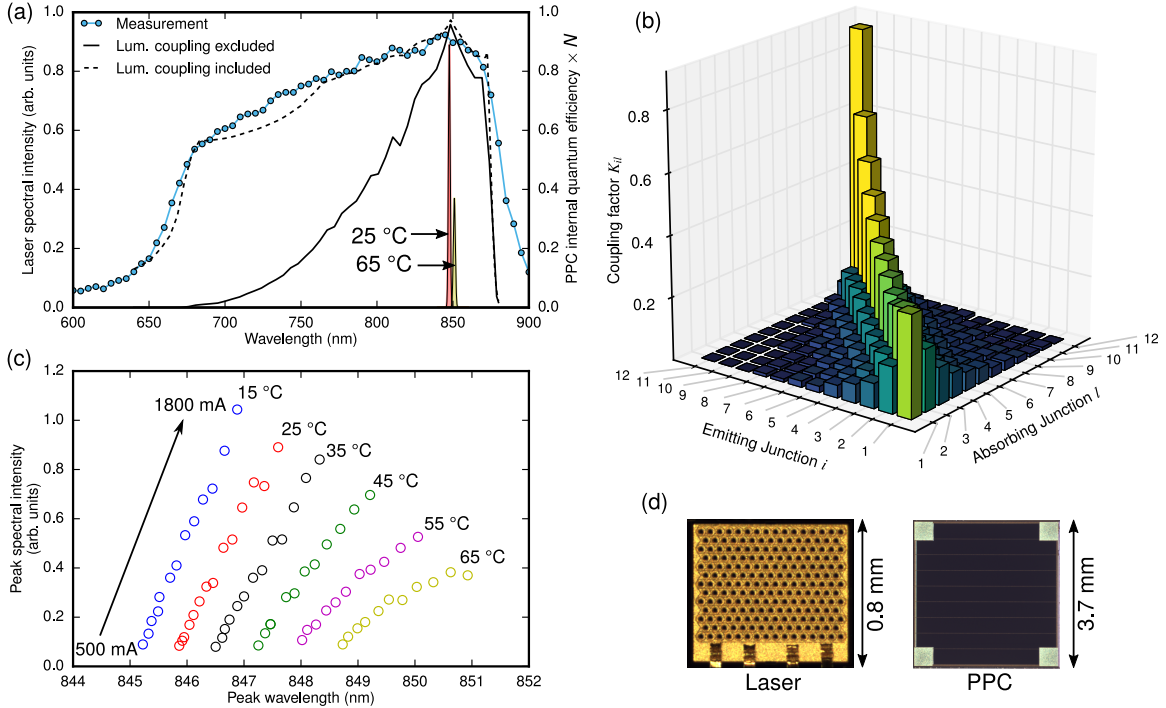 (a)
Measurement
Lum. coupling excluded
Lum. coupling included
Laser spectral intensity (arb. units)
1.0
0.8
0.6
0.4
0.2
0.0
600
650
700
750
800
850
900
Wavelength (nm)
1.0
0.8
0.6
0.4
0.2
0.0
PPC internal quantum efficiency × N
25 °C
65 °C
(b)
Coupling factor K_il
0.8
0.6
0.4
0.2
12
11
10
9
8
7
6
5
4
3
2
1
Emitting Junction i
1
2
3
4
5
6
7
8
9
10
11
12
Absorbing Junction l
(c)
Peak spectral intensity
(arb. units)
1.2
1.0
0.8
0.6
0.4
0.2
0.0
844
845
846
847
848
849
850
851
852
Peak wavelength (nm)
1800 mA
500 mA
15 °C
25 °C
35 °C
45 °C
55 °C
65 °C
(d)
0.8 mm
Laser
3.7 mm
PPC